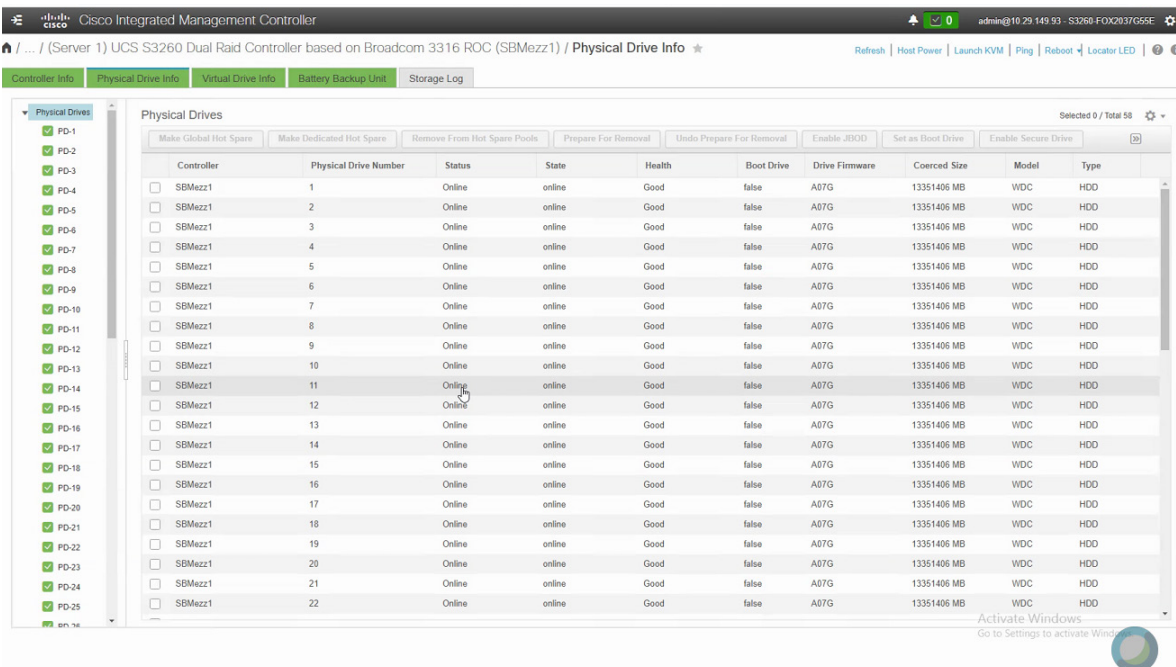 cisco Cisco Integrated Management Controller 0 admin@10.29.149.93 - S3260-FOX2037G55E
/ ... / (Server 1) UCS S3260 Dual Raid Controller based on Broadcom 3316 ROC (SBMezz1) / Physical Drive Info
Refresh | Host Power | Launch KVM | Ping | Reboot | Locator LED |
Controller Info Physical Drive Info Virtual Drive Info Battery Backup Unit Storage Log
Physical Drives
PD-1
PD-2
PD-3
PD-4
PD-5
PD-6
PD-7
PD-8
PD-9
PD-10
PD-11
PD-12
PD-13
PD-14
PD-15
PD-16
PD-17
PD-18
PD-19
PD-20
PD-21
PD-22
PD-23
PD-24
PD-25
PD-26
Physical Drives Selected 0 / Total 58
Make Global Hot Spare Make Dedicated Hot Spare Remove From Hot Spare Pools Prepare For Removal Undo Prepare For Removal Enable JBOD Set as Boot Drive Enable Secure Drive
Controller Physical Drive Number Status State Health Boot Drive Drive Firmware Coerced Size Model Type
SBMezz1 1 Online online Good false A07G 13351406 MB WDC HDD
SBMezz1 2 Online online Good false A07G 13351406 MB WDC HDD
SBMezz1 3 Online online Good false A07G 13351406 MB WDC HDD
SBMezz1 4 Online online Good false A07G 13351406 MB WDC HDD
SBMezz1 5 Online online Good false A07G 13351406 MB WDC HDD
SBMezz1 6 Online online Good false A07G 13351406 MB WDC HDD
SBMezz1 7 Online online Good false A07G 13351406 MB WDC HDD
SBMezz1 8 Online online Good false A07G 13351406 MB WDC HDD
SBMezz1 9 Online online Good false A07G 13351406 MB WDC HDD
SBMezz1 10 Online online Good false A07G 13351406 MB WDC HDD
SBMezz1 11 Online online Good false A07G 13351406 MB WDC HDD
SBMezz1 12 Online online Good false A07G 13351406 MB WDC HDD
SBMezz1 13 Online online Good false A07G 13351406 MB WDC HDD
SBMezz1 14 Online online Good false A07G 13351406 MB WDC HDD
SBMezz1 15 Online online Good false A07G 13351406 MB WDC HDD
SBMezz1 16 Online online Good false A07G 13351406 MB WDC HDD
SBMezz1 17 Online online Good false A07G 13351406 MB WDC HDD
SBMezz1 18 Online online Good false A07G 13351406 MB WDC HDD
SBMezz1 19 Online online Good false A07G 13351406 MB WDC HDD
SBMezz1 20 Online online Good false A07G 13351406 MB WDC HDD
SBMezz1 21 Online online Good false A07G 13351406 MB WDC HDD
SBMezz1 22 Online online Good false A07G 13351406 MB WDC HDD
Activate Windows
Go to Settings to activate Windows